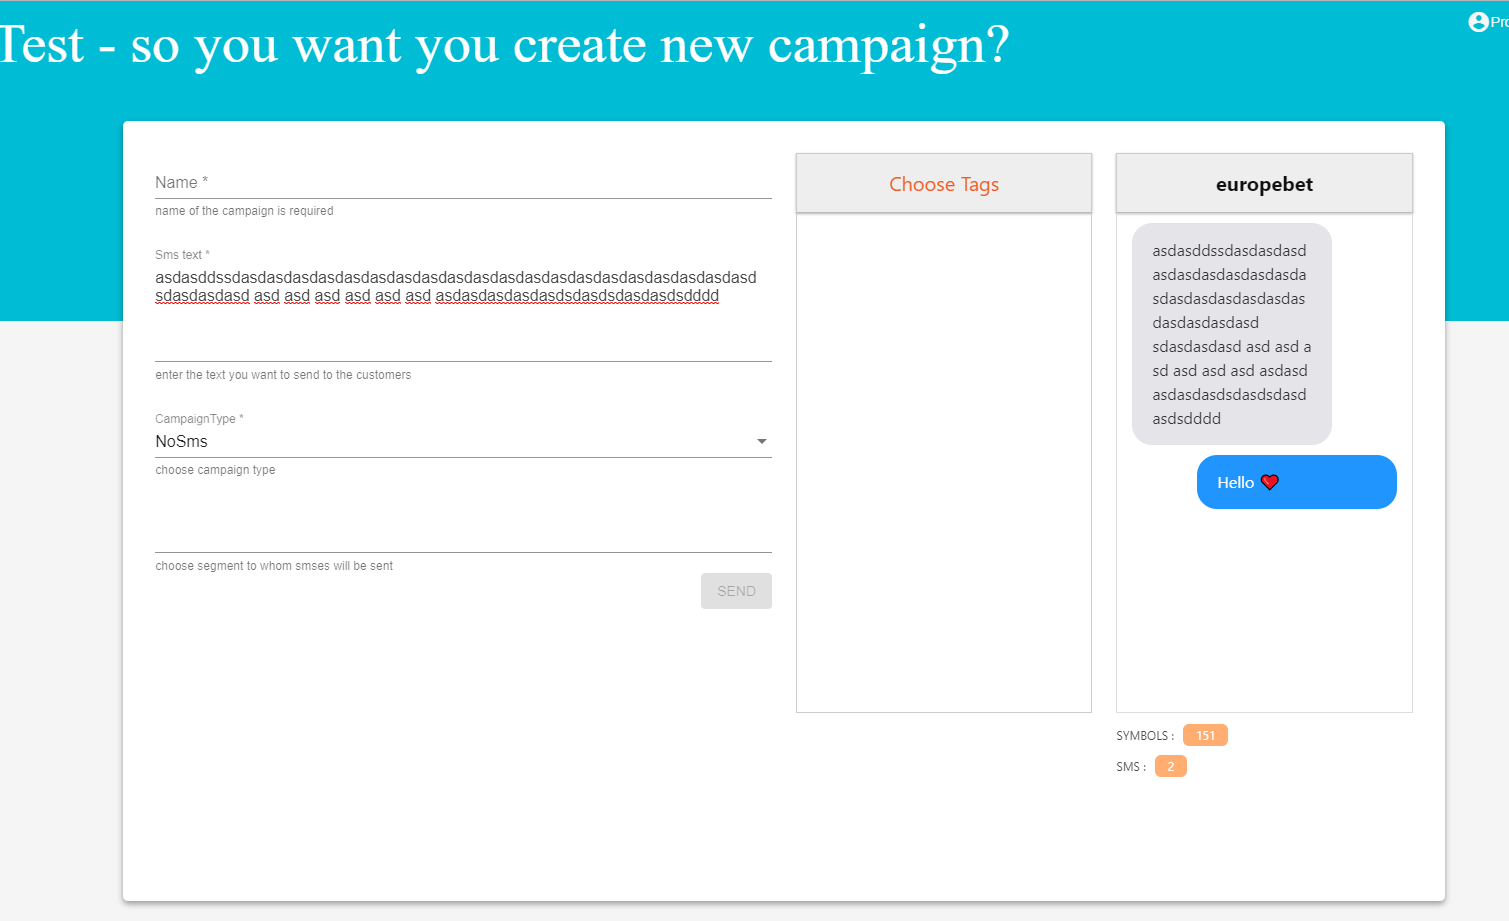 Test - so you want you create new campaign?
Pro
Name *
name of the campaign is required
Sms text *
asdasddssdasdasdasdasdasdasdasdasdasdasdasdasdasdasdasdasdasdasdasdasd
sdasdasdasd asd asd asd asd asd asd asdasdasdasdasdsdasdsdasdasdsdddd
enter the text you want to send to the customers
CampaignType *
NoSms
choose campaign type
choose segment to whom smses will be sent
SEND
Choose Tags
europebet
asdasddssdasdasdasd
asdasdasdasdasdasda
sdasdasdasdasdasdas
dasdasdasdasd
sdasdasdasd asd asd a
sd asd asd asd asdasd
asdasdasdsdasdsdasd
asdsdddd
Hello ❤️
SYMBOLS : 151
SMS : 2